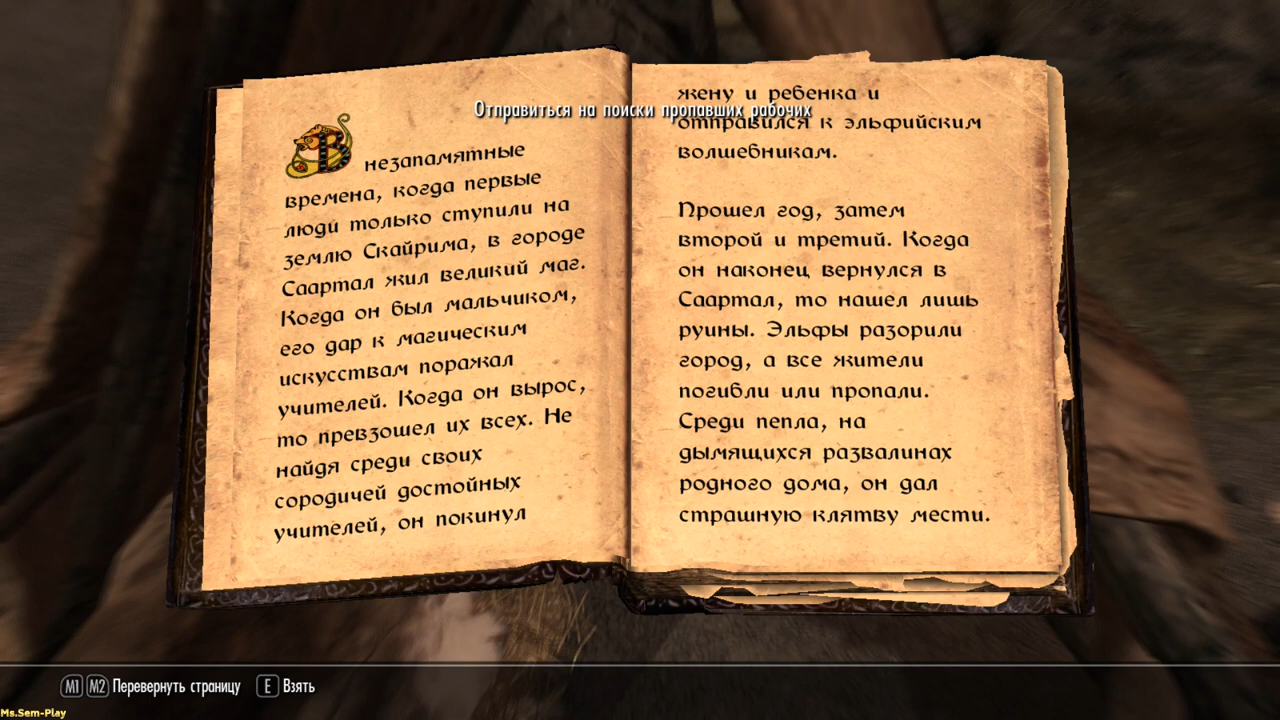 Отправиться на поиски пропавших рабочих
В незапамятные
времена, когда первые
люди только ступили на
землю Скайрима, в городе
Саартал жил великий маг.
Когда он был мальчиком,
его дар к магическим
искусствам поражал
учителей. Когда он вырос,
то превзошел их всех. Не
найдя среди своих
сородичей достойных
учителей, он покинул
жену и ребенка и
отправился к эльфийским
волшебникам.
Прошел год, затем
второй и третий. Когда
он наконец вернулся в
Саартал, то нашел лишь
руины. Эльфы разорили
город, а все жители
погибли или пропали.
Среди пепла, на
дымящихся развалинах
родного дома, он дал
страшную клятву мести.
M1 M2 Перевернуть страницу E Взять
Ms.Sem-Play